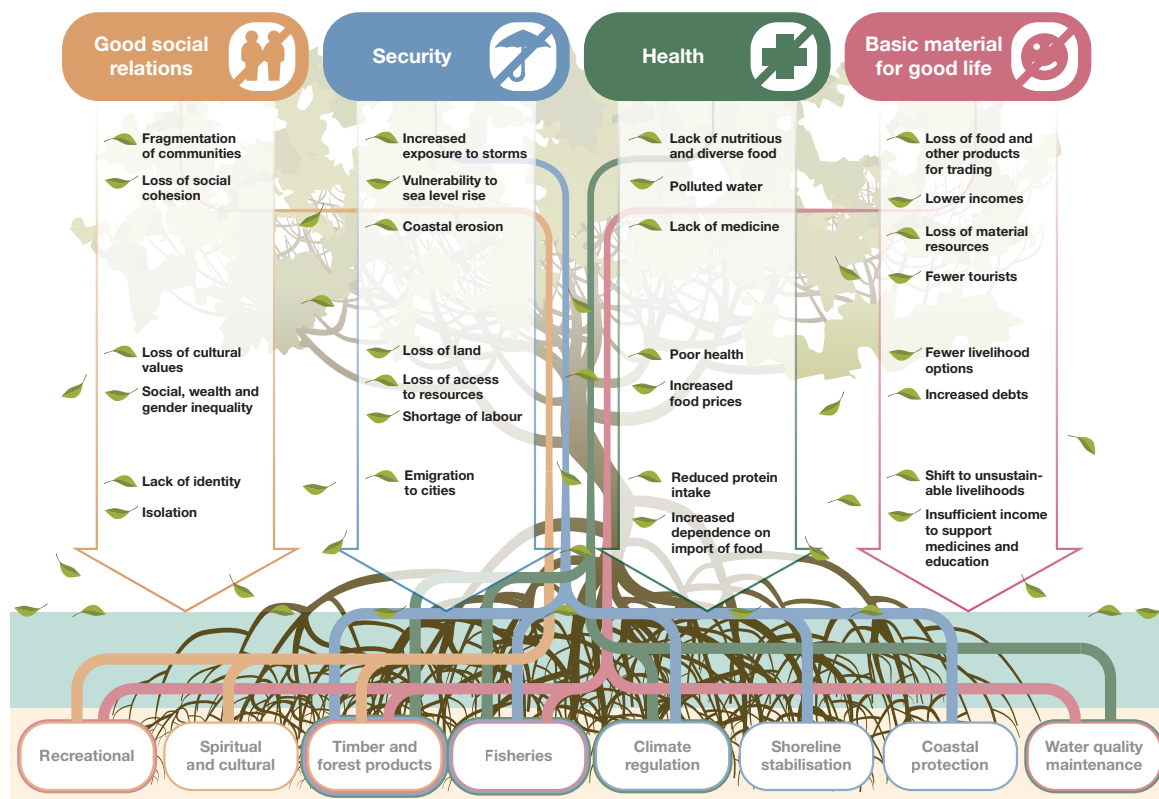 Good social
relations
Security
Health
Basic material
for good life
Fragmentation
of communities
Loss of social
cohesion
Loss of cultural
values
Social, wealth and
gender inequality
Lack of identity
Isolation
Increased
exposure to storms
Vulnerability to
sea level rise
Coastal erosion
Loss of land
Loss of access
to resources
Shortage of labour
Emigration
to cities
Lack of nutritious
and diverse food
Polluted water
Lack of medicine
Poor health
Increased
food prices
Reduced protein
intake
Increased
dependence on
import of food
Loss of food and
other products
for trading
Lower incomes
Loss of material
resources
Fewer tourists
Fewer livelihood
options
Increased debts
Shift to unsustain-
able livelihoods
Insufficient income
to support
medicines and
education
Recreational
Spiritual
and cultural
Timber and
forest products
Fisheries
Climate
regulation
Shoreline
stabilisation
Coastal
protection
Water quality
maintenance